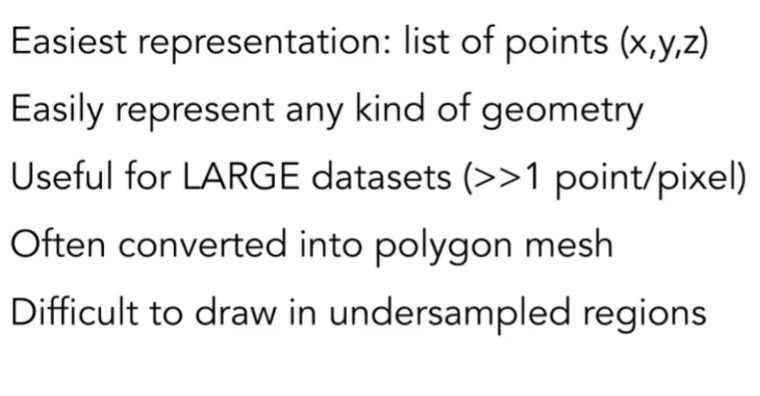 Easiest representation: list of points (x,y,z)
Easily represent any kind of geometry
Useful for LARGE datasets (>>1 point/pixel)
Often converted into polygon mesh
Difficult to draw in undersampled regions